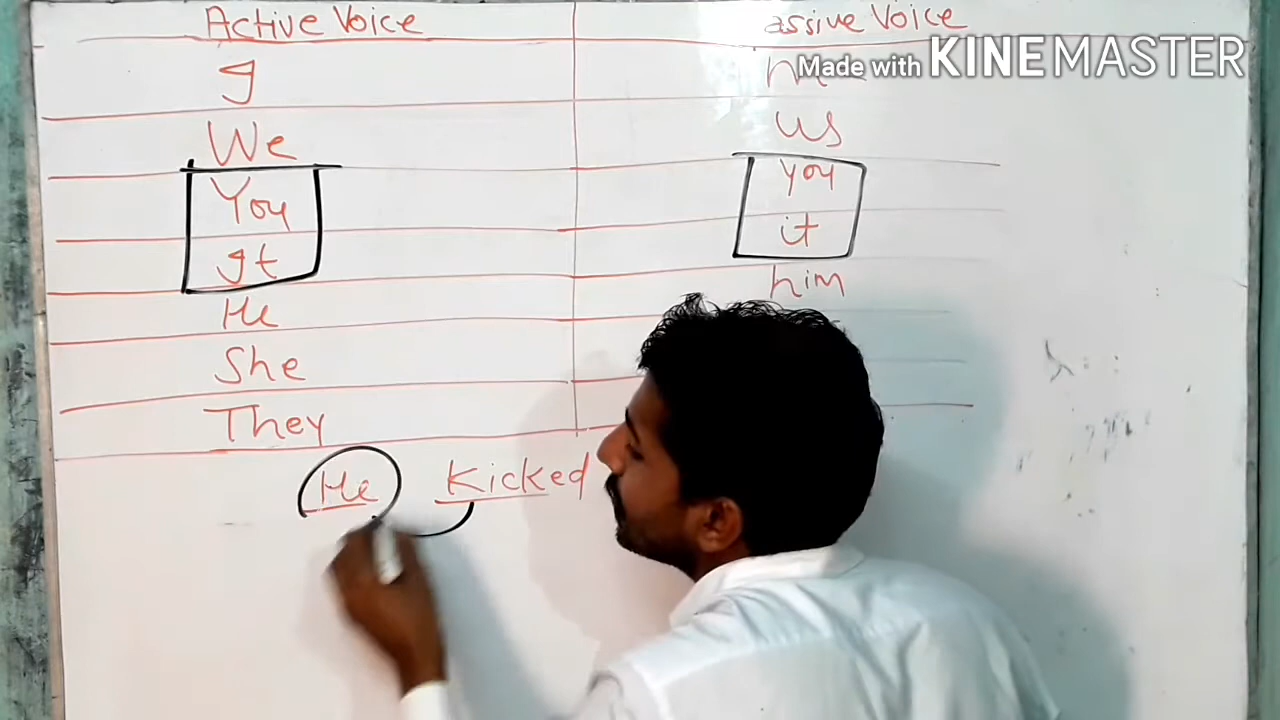 Active Voice assive Voice
Made with KINEMASTER
I
We us
You you
It it
He him
She
They
He Kicked